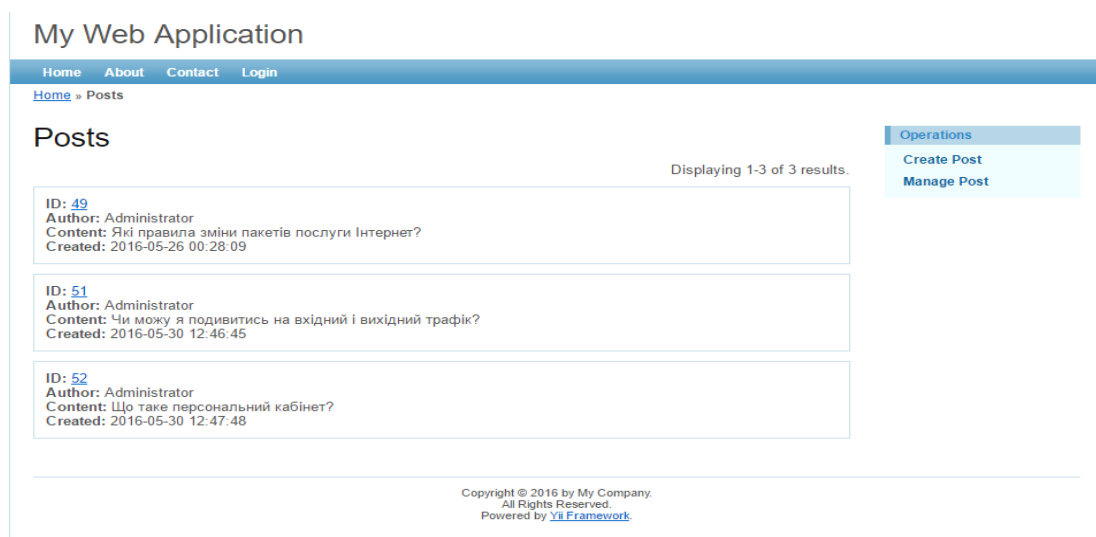 My Web Application
Home About Contact Login
Home » Posts
Posts
Displaying 1-3 of 3 results.
ID: 49
Author: Administrator
Content: Які правила зміни пакетів послуги Інтернет?
Created: 2016-05-26 00:28:09
ID: 51
Author: Administrator
Content: Чи можу я подивитись на вхідний і вихідний трафік?
Created: 2016-05-30 12:46:45
ID: 52
Author: Administrator
Content: Що таке персональний кабінет?
Created: 2016-05-30 12:47:48
Operations
Create Post
Manage Post
Copyright © 2016 by My Company.
All Rights Reserved.
Powered by Yii Framework.